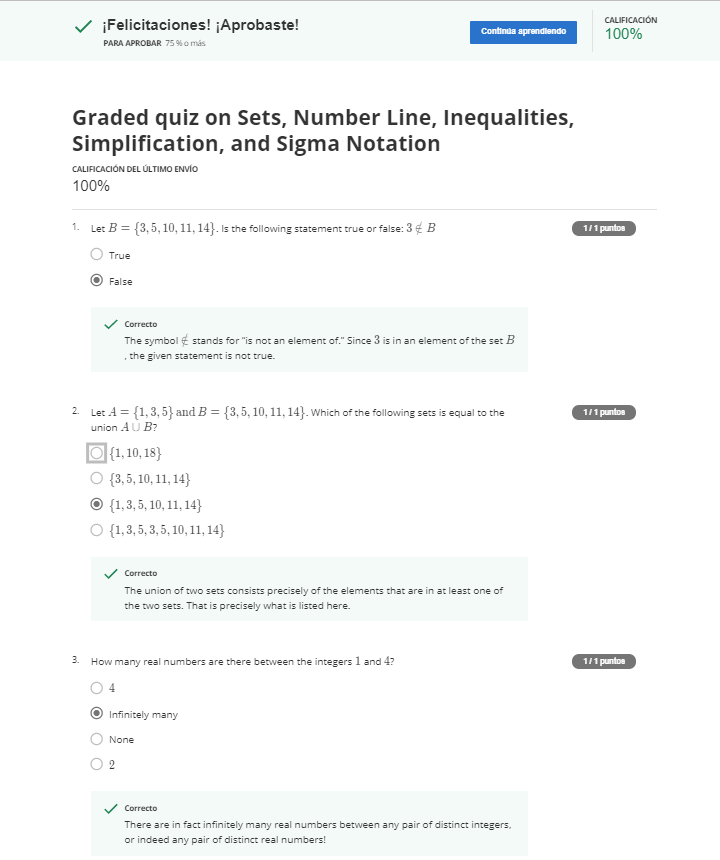 ¡Felicitaciones! ¡Aprobaste!
PARA APROBAR 75 % o más
Continúa aprendiendo
CALIFICACIÓN
100%
Graded quiz on Sets, Number Line, Inequalities,
Simplification, and Sigma Notation
CALIFICACIÓN DEL ÚLTIMO ENVÍO
100%
1. Let B = {3, 5, 10, 11, 14}. Is the following statement true or false: 3 ∉ B
1 / 1 puntos
True
False
Correcto
The symbol ∉ stands for "is not an element of." Since 3 is in an element of the set B
, the given statement is not true.
2. Let A = {1, 3, 5} and B = {3, 5, 10, 11, 14}. Which of the following sets is equal to the
union A ∪ B?
1 / 1 puntos
{1, 10, 18}
{3, 5, 10, 11, 14}
{1, 3, 5, 10, 11, 14}
{1, 3, 5, 3, 5, 10, 11, 14}
Correcto
The union of two sets consists precisely of the elements that are in at least one of
the two sets. That is precisely what is listed here.
3. How many real numbers are there between the integers 1 and 4?
1 / 1 puntos
4
Infinitely many
None
2
Correcto
There are in fact infinitely many real numbers between any pair of distinct integers,
or indeed any pair of distinct real numbers!